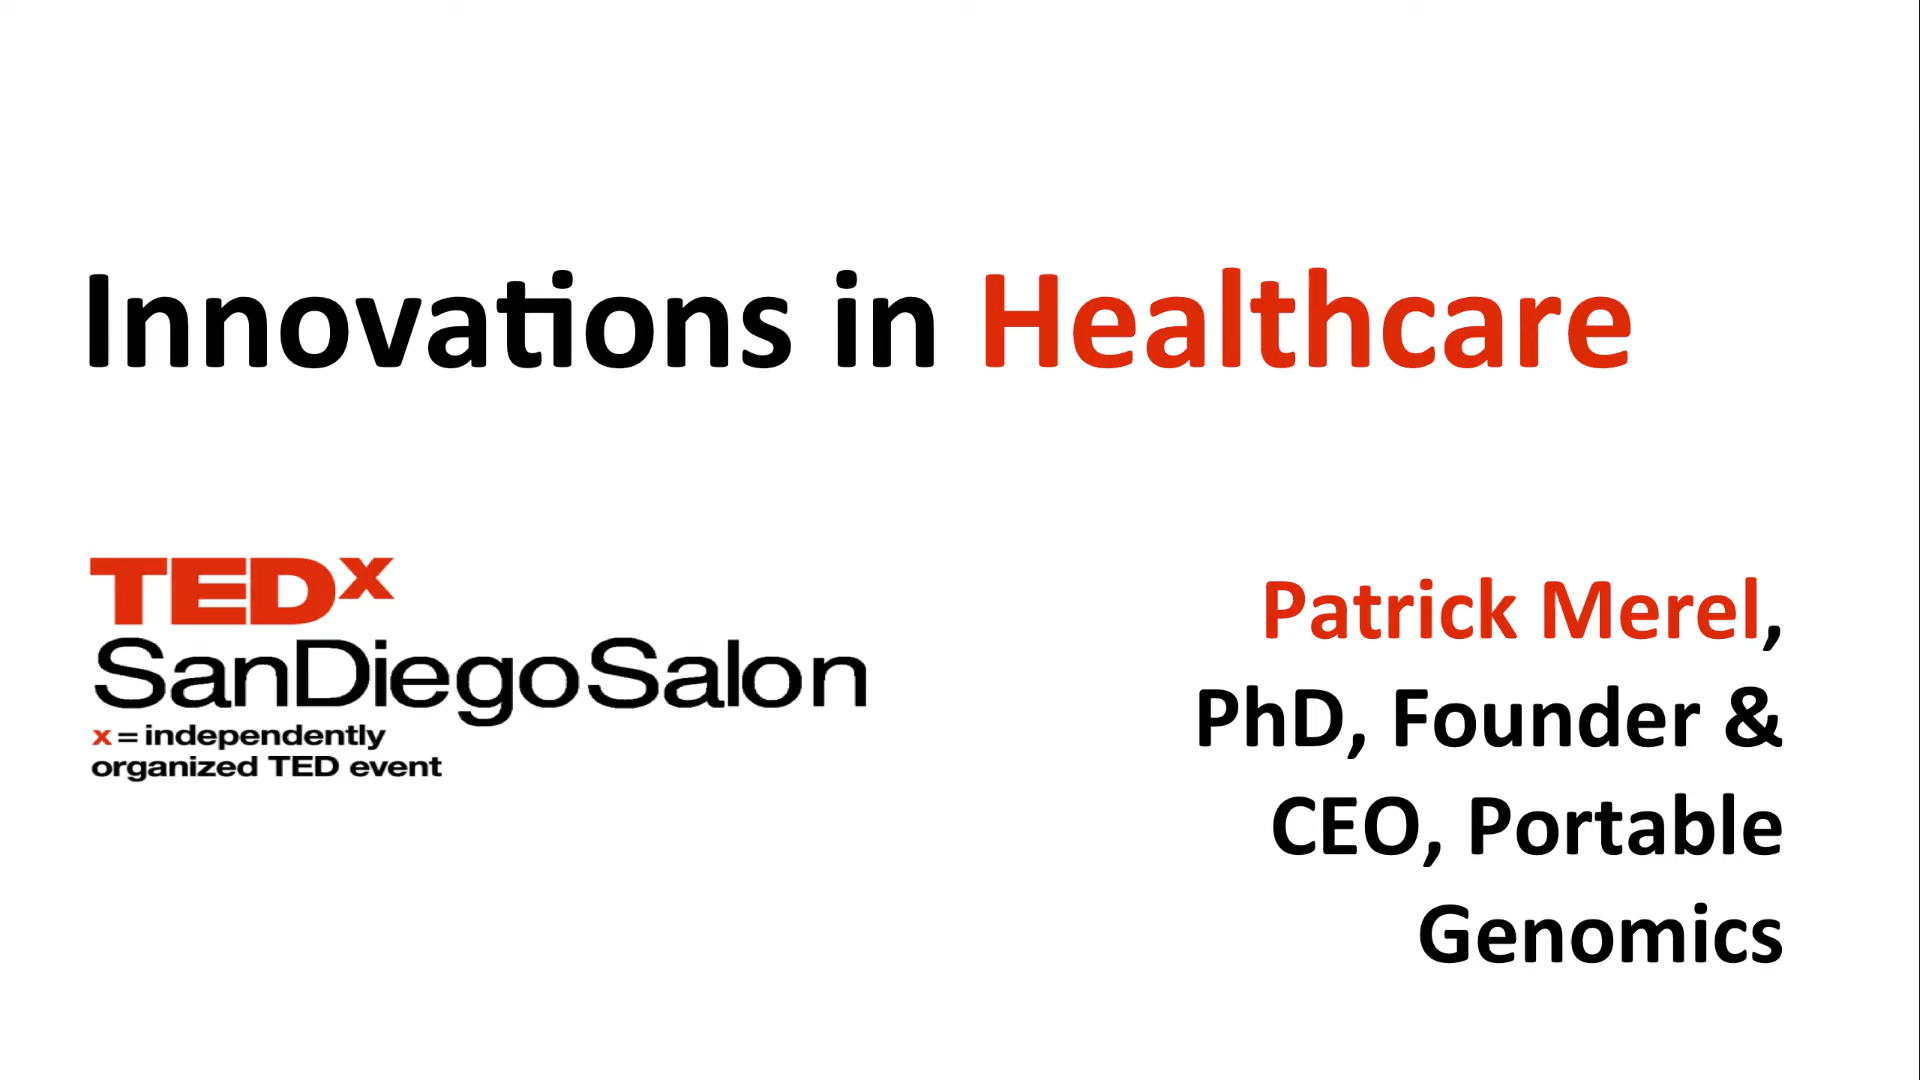 Innovations in Healthcare
TEDx
SanDiegoSalon
x = independently
organized TED event
Patrick Merel,
PhD, Founder &
CEO, Portable
Genomics